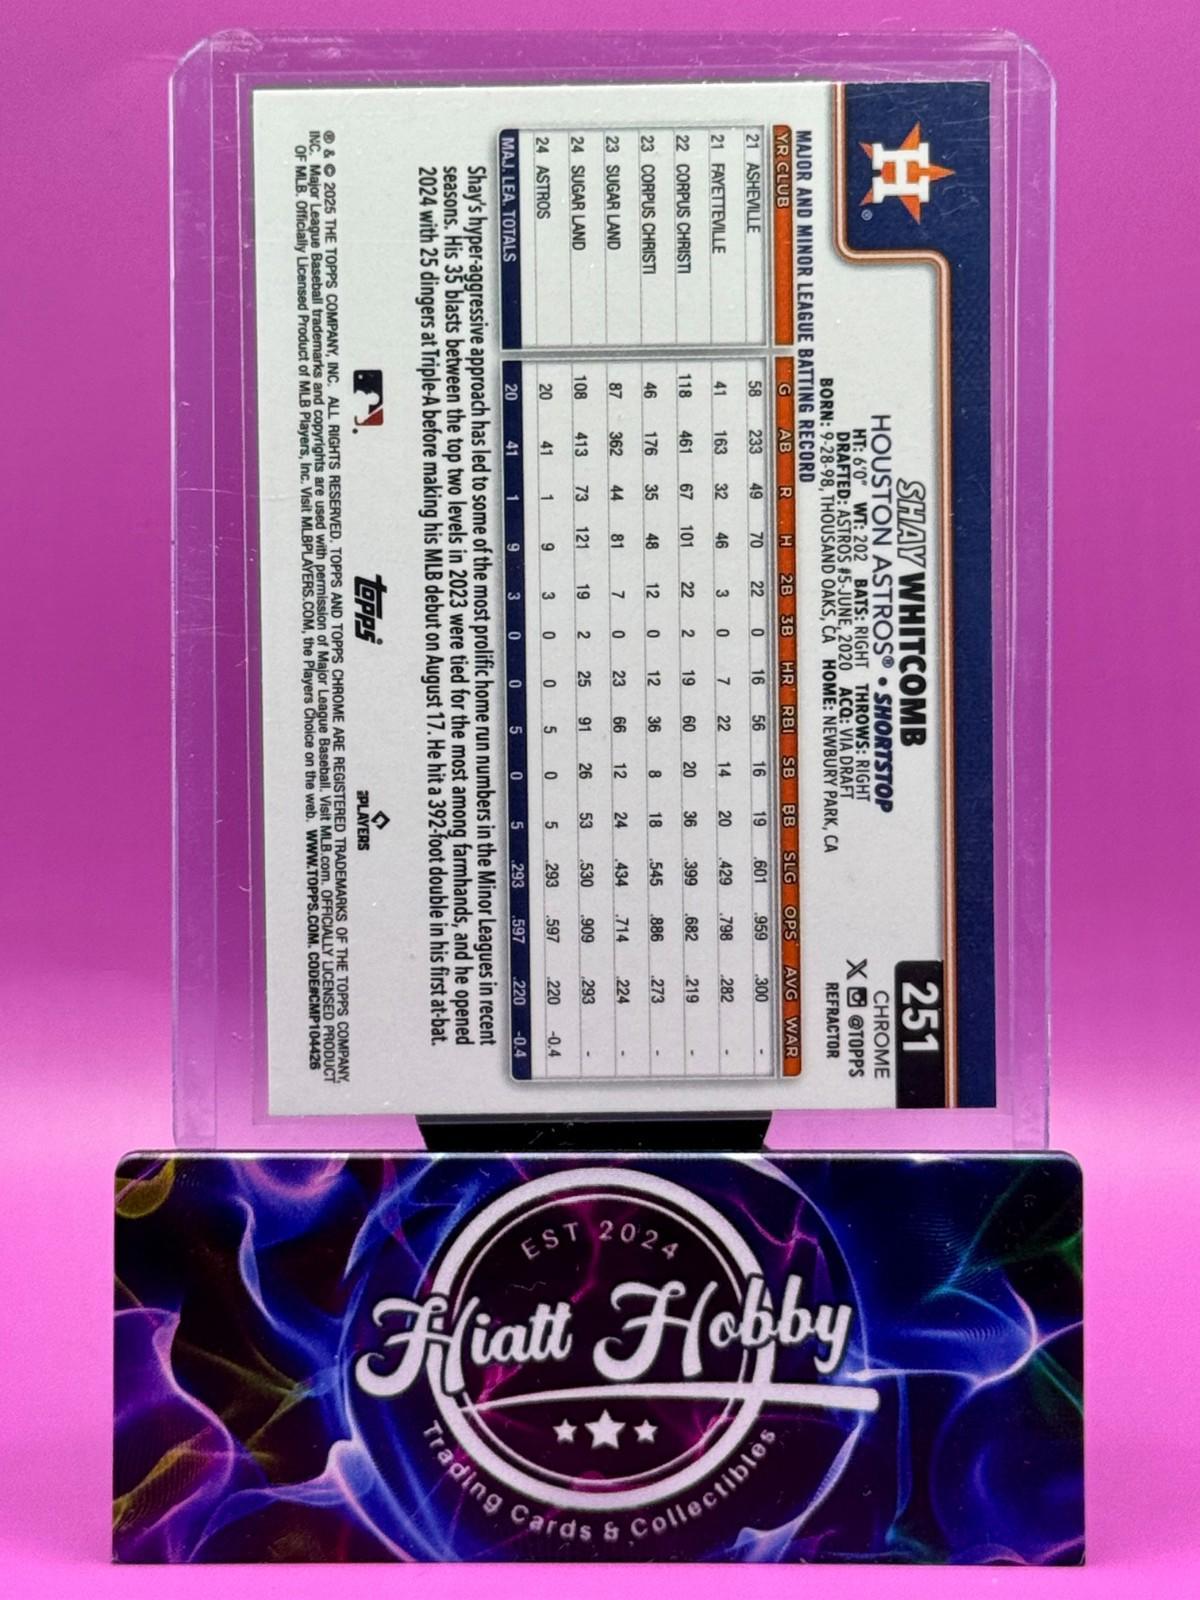 251
CHROME
@TOPPS
REFRACTOR
SHAY WHITCOMB
HOUSTON ASTROS® • SHORTSTOP
HT: 6'0" WT: 202 BATS: RIGHT THROWS: RIGHT
DRAFTED: ASTROS #5-JUNE, 2020 ACQ: VIA DRAFT
BORN: 9-28-98, THOUSAND OAKS, CA HOME: NEWBURY PARK, CA
H®
MAJOR AND MINOR LEAGUE BATTING RECORD
YR CLUB G AB R H 2B 3B HR RBI SB BB SLG OPS AVG WAR
21 ASHEVILLE 58 233 49 70 22 0 16 56 16 19 .601 .959 .300 -
21 FAYETTEVILLE 41 163 32 46 3 0 7 22 14 20 .429 .798 .282 -
22 CORPUS CHRISTI 118 461 67 101 22 2 19 60 20 36 .399 .682 .219 -
23 CORPUS CHRISTI 46 176 35 48 12 0 12 36 8 18 .545 .886 .273 -
23 SUGAR LAND 87 362 44 81 7 0 23 66 12 24 .434 .714 .224 -
24 SUGAR LAND 108 413 73 121 19 2 25 91 26 53 .530 .909 .293 -
24 ASTROS 20 41 1 9 3 0 0 5 0 5 .293 .597 .220 -0.4
MAJ. LEA. TOTALS 20 41 1 9 3 0 0 5 0 5 .293 .597 .220 -0.4
Shay's hyper-aggressive approach has led to some of the most prolific home run numbers in the Minor Leagues in recent
seasons. His 35 blasts between the top two levels in 2023 were tied for the most among farmhands, and he opened
2024 with 25 dingers at Triple-A before making his MLB debut on August 17. He hit a 392-foot double in his first at-bat.
topps
PLAYERS
® & © 2025 THE TOPPS COMPANY, INC. ALL RIGHTS RESERVED. TOPPS AND TOPPS CHROME ARE REGISTERED TRADEMARKS OF THE TOPPS COMPANY,
INC. Major League Baseball trademarks and copyrights are used with permission of Major League Baseball. Visit MLB.com. OFFICIALLY LICENSED PRODUCT
OF MLB. Officially Licensed Product of MLB Players, Inc. Visit MLBPLAYERS.COM, the Players Choice on the web. WWW.TOPPS.COM. CODE#CMP104426
EST 2024
Hiatt Hobby
Trading Cards & Collectibles